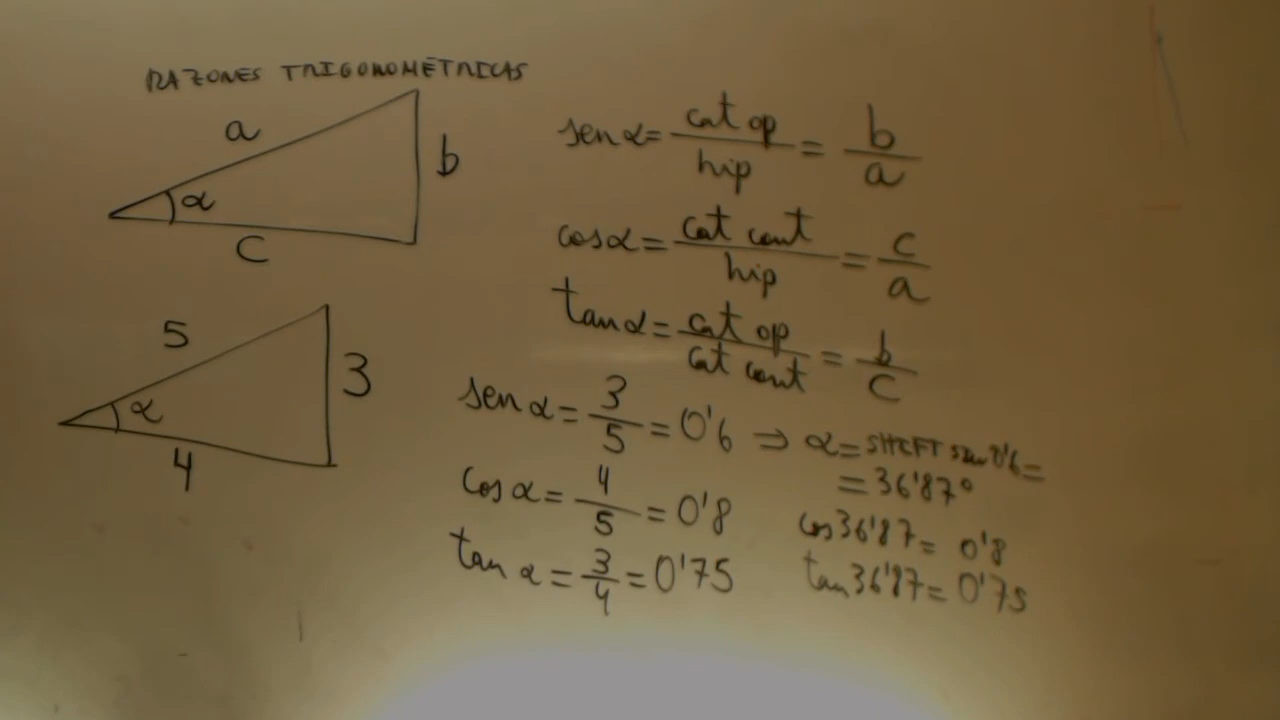 RAZONES TRIGONOMÉTRICAS
a
b
α
c
sen α = cat op / hip = b / a
cos α = cat cont / hip = c / a
tan α = cat op / cat cont = b / c
5
3
α
4
sen α = 3 / 5 = 0'6 ⇒ α = SHIFT sen 0'6 =
= 36'87°
cos α = 4 / 5 = 0'8
cos 36'87 = 0'8
tan α = 3 / 4 = 0'75
tan 36'87 = 0'75